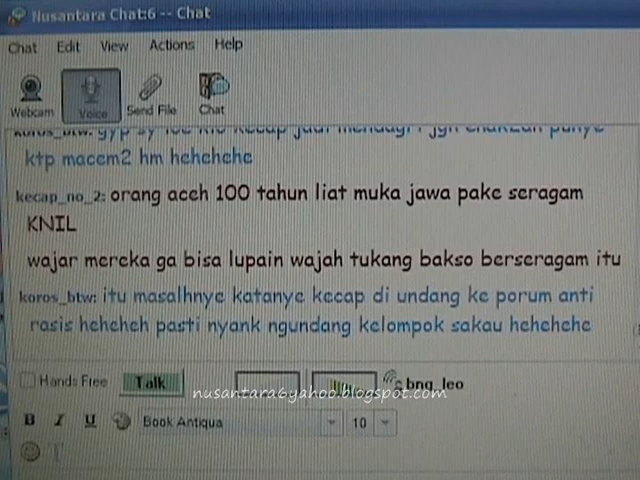 Nusantara Chat:6 -- Chat
Chat Edit View Actions Help
Webcam Voice Send File Chat
ktp macem2 hm hehehehe
kecap_no_2: orang aceh 100 tahun liat muka jawa pake seragam
KNIL
wajar mereka ga bisa lupain wajah tukang bakso berseragam itu
koros_btw: itu masalhnye katanye kecap di undang ke porum anti
rasis heheheh pasti nyank ngundang kelompok sakau hehehehe
Hands Free Talk bnq_leo
nusantara6yahoo.blogspot.com
B I U Book Antiqua 10